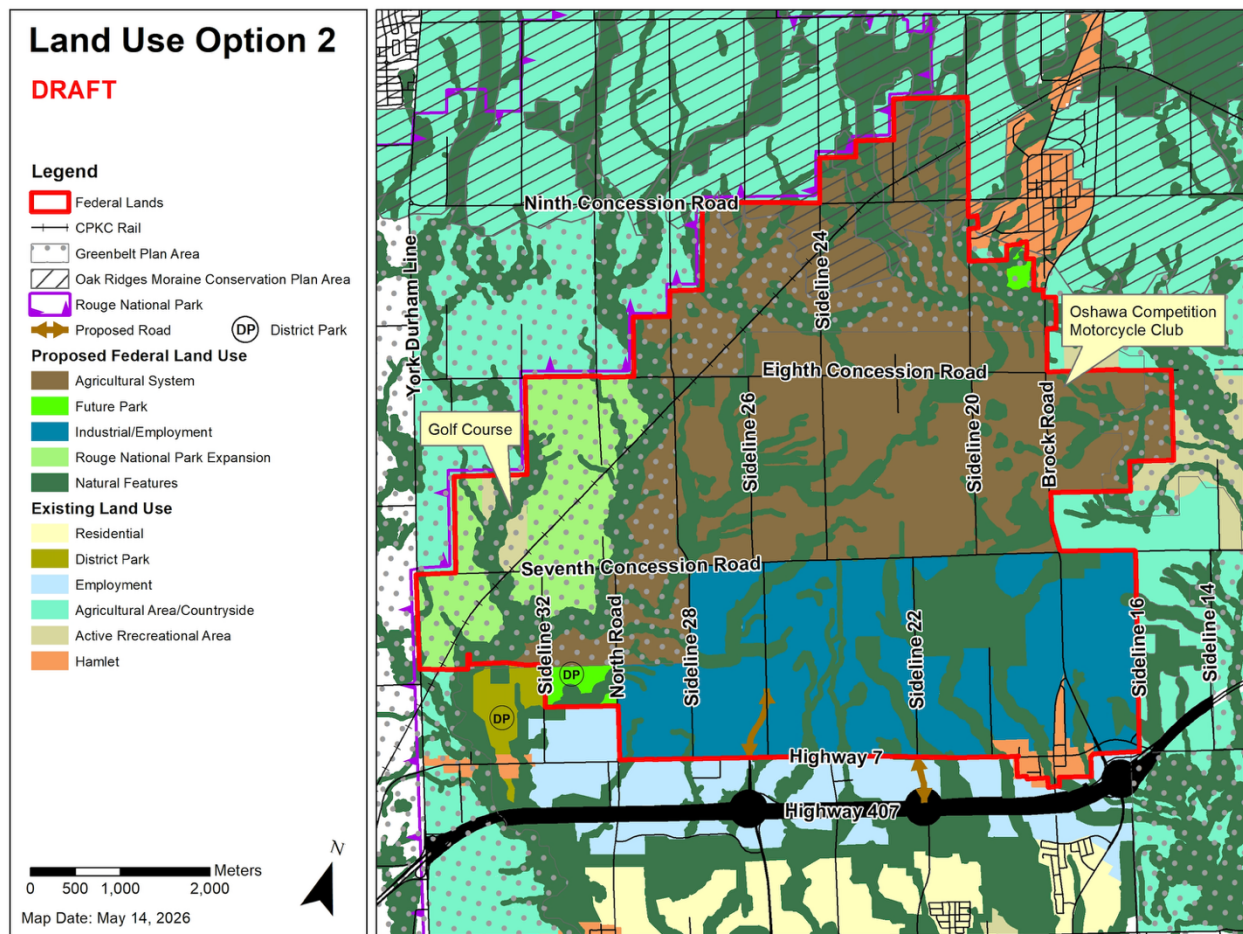 Land Use Option 2
DRAFT
Legend
Federal Lands
CPKC Rail
Greenbelt Plan Area
Oak Ridges Moraine Conservation Plan Area
Rouge National Park
Proposed Road
DP District Park
Proposed Federal Land Use
Agricultural System
Future Park
Industrial/Employment
Rouge National Park Expansion
Natural Features
Existing Land Use
Residential
District Park
Employment
Agricultural Area/Countryside
Active Rrecreational Area
Hamlet
0 500 1,000 2,000 Meters
N
Map Date: May 14, 2026
Ninth Concession Road
York-Durham Line
Sideline 24
Oshawa Competition
Motorcycle Club
Eighth Concession Road
Golf Course
Sideline 26
Sideline 20
Brock Road
Seventh Concession Road
Sideline 32
North Road
Sideline 28
Sideline 22
Sideline 16
Sideline 14
DP
DP
Highway 7
Highway 407